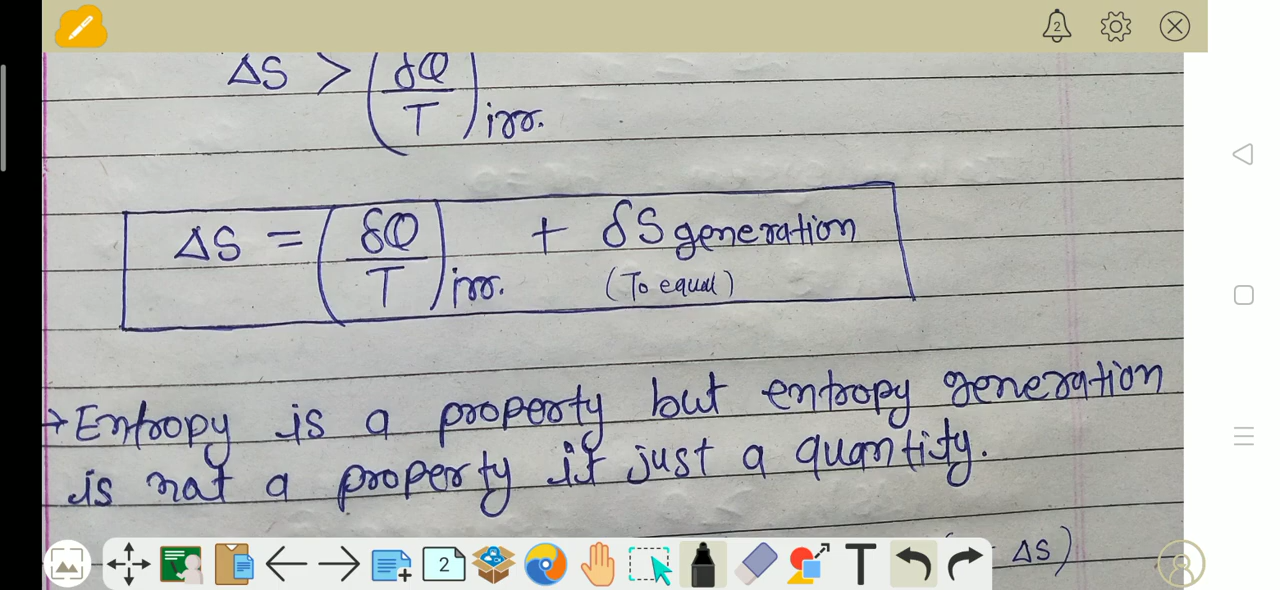 ΔS > (δQ/T)irr.
ΔS = (δQ/T)irr. + δS generation
(To equal)
→ Entropy is a property but entropy generation
is not a property it just a quantity.
ΔS)
2
2
T